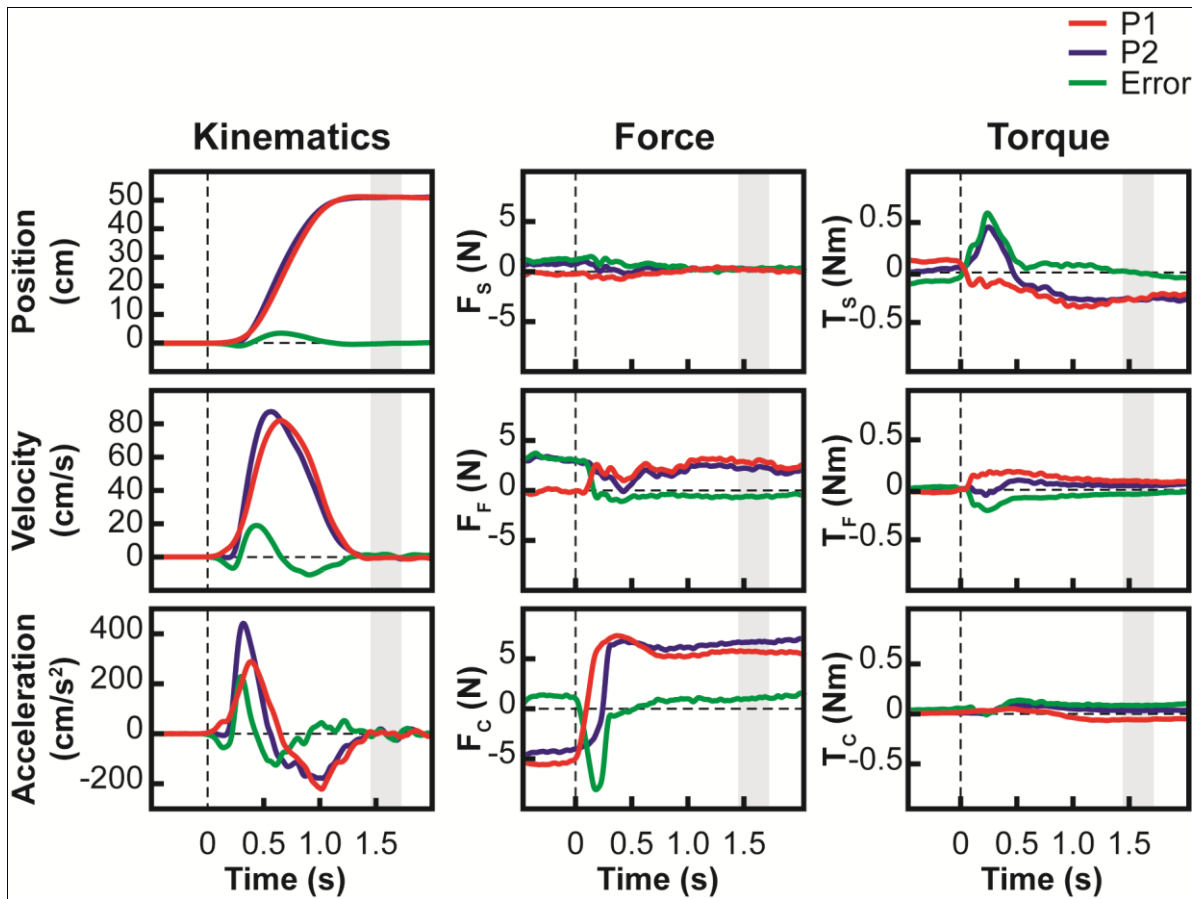 P1
P2
Error
Kinematics
Force
Torque
Position
(cm)
50
40
30
20
10
0
F_S (N)
5
0
-5
T_S (Nm)
0.5
0
-0.5
Velocity
(cm/s)
80
60
40
20
0
F_F (N)
5
0
-5
T_F (Nm)
0.5
0
-0.5
Acceleration
(cm/s²)
400
200
0
-200
F_C (N)
5
0
-5
T_C (Nm)
0.5
0
-0.5
0 0.5 1.0 1.5
Time (s)
0 0.5 1.0 1.5
Time (s)
0 0.5 1.0 1.5
Time (s)